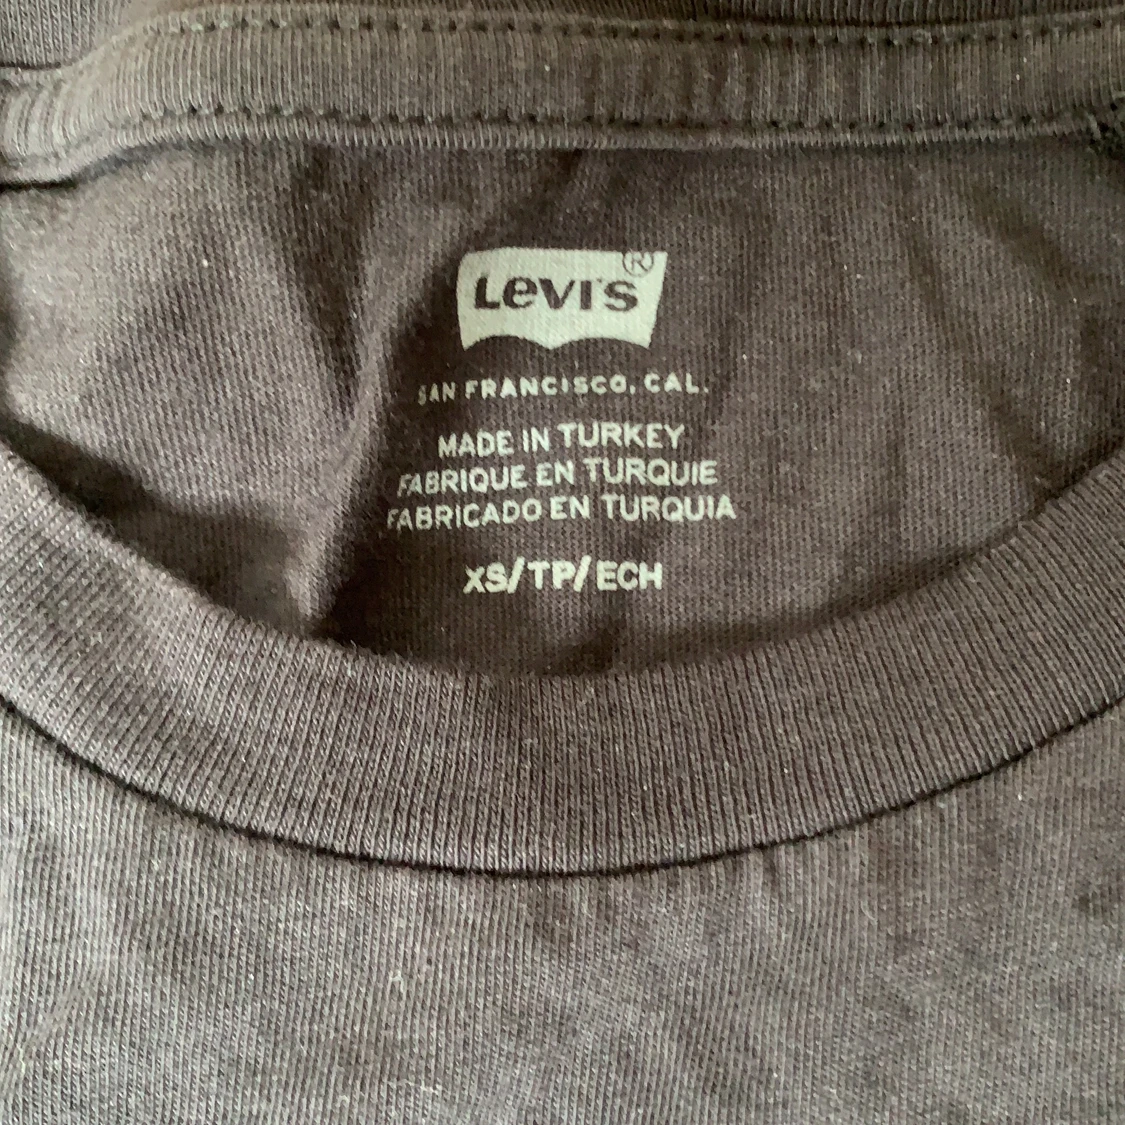 Levi's®
SAN FRANCISCO, CAL.
MADE IN TURKEY
FABRIQUE EN TURQUIE
FABRICADO EN TURQUIA
XS/TP/ECH